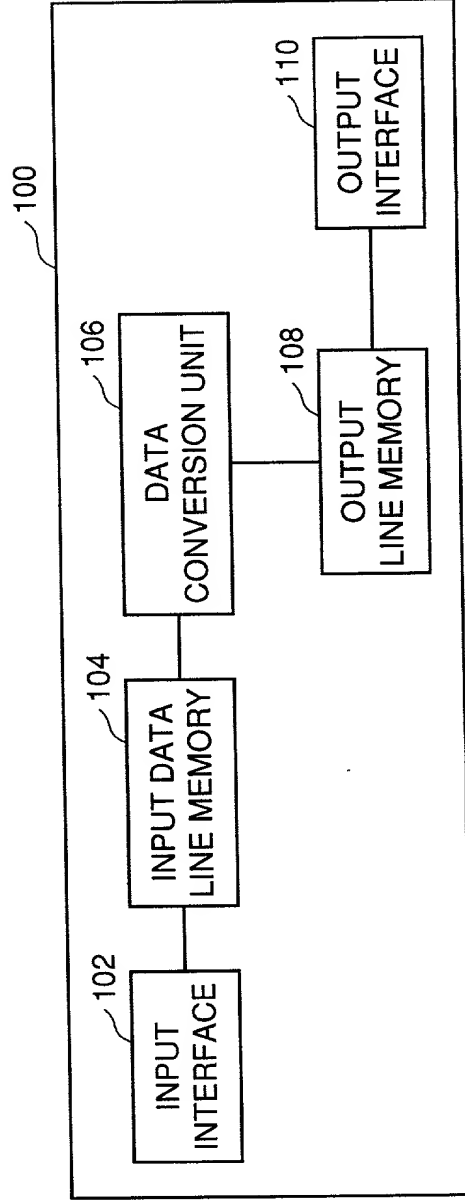 100
102
INPUT
INTERFACE
104
INPUT DATA
LINE MEMORY
106
DATA
CONVERSION UNIT
108
OUTPUT
LINE MEMORY
110
OUTPUT
INTERFACE